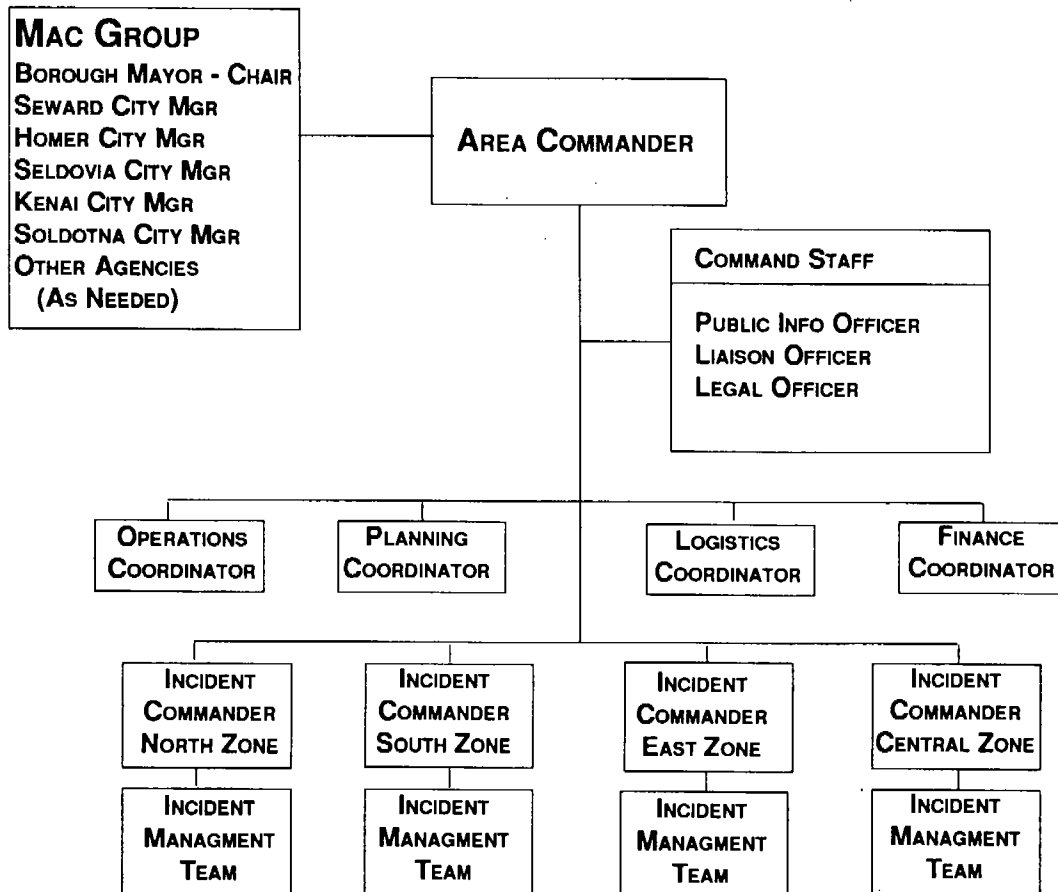 MAC GROUP
BOROUGH MAYOR - CHAIR
SEWARD CITY MGR
HOMER CITY MGR
SELDOVIA CITY MGR
KENAI CITY MGR
SOLDOTNA CITY MGR
OTHER AGENCIES
(AS NEEDED)
AREA COMMANDER
COMMAND STAFF
PUBLIC INFO OFFICER
LIAISON OFFICER
LEGAL OFFICER
OPERATIONS
COORDINATOR
PLANNING
COORDINATOR
LOGISTICS
COORDINATOR
FINANCE
COORDINATOR
INCIDENT
COMMANDER
NORTH ZONE
INCIDENT
COMMANDER
SOUTH ZONE
INCIDENT
COMMANDER
EAST ZONE
INCIDENT
COMMANDER
CENTRAL ZONE
INCIDENT
MANAGMENT
TEAM
INCIDENT
MANAGMENT
TEAM
INCIDENT
MANAGMENT
TEAM
INCIDENT
MANAGMENT
TEAM